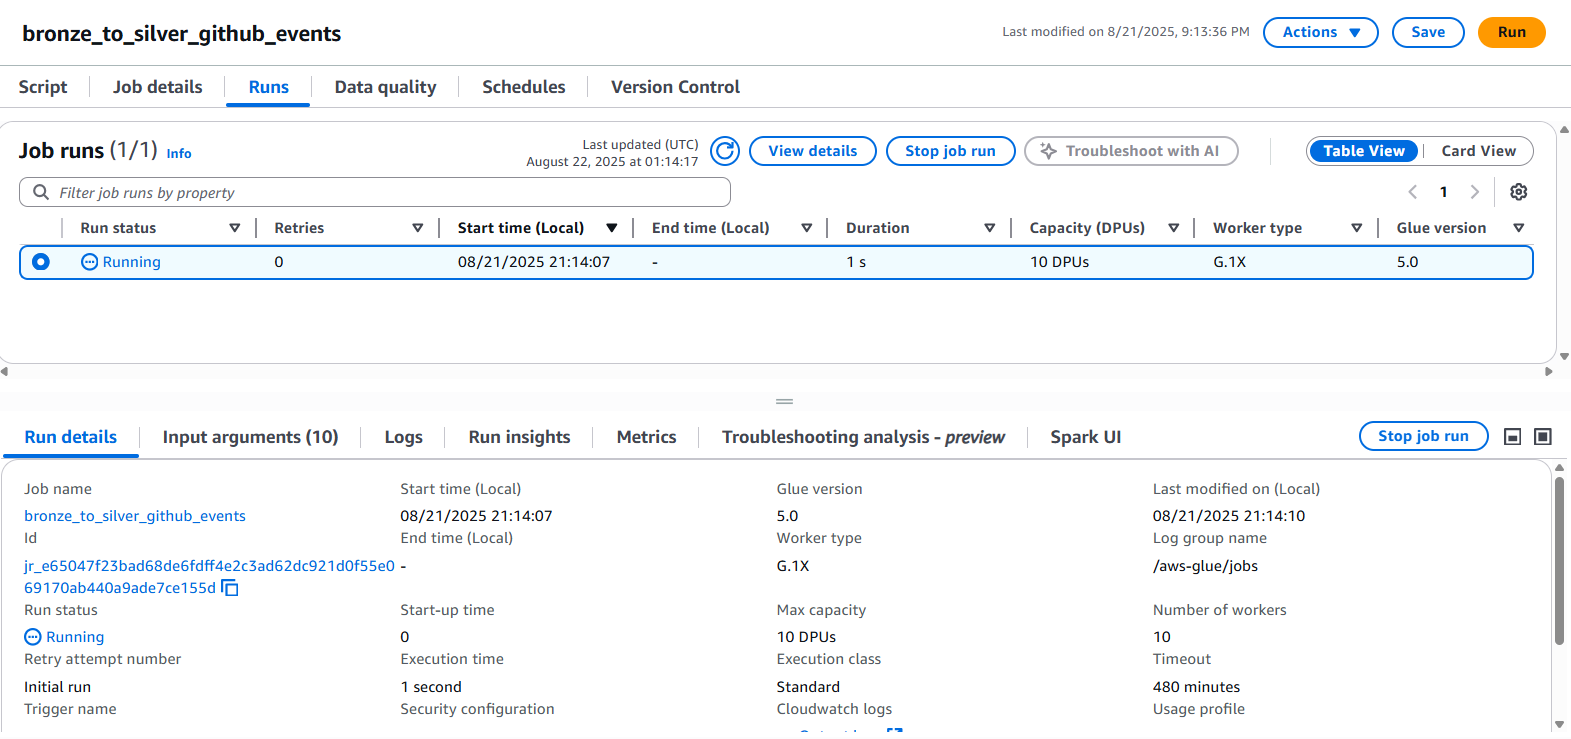 bronze_to_silver_github_events
Last modified on 8/21/2025, 9:13:36 PM
Actions
Save
Run
Script
Job details
Runs
Data quality
Schedules
Version Control
Job runs (1/1) Info
Last updated (UTC)
August 22, 2025 at 01:14:17
View details
Stop job run
Troubleshoot with AI
Table View
Card View
Filter job runs by property
1
Run status
Retries
Start time (Local)
End time (Local)
Duration
Capacity (DPUs)
Worker type
Glue version
Running
0
08/21/2025 21:14:07
-
1 s
10 DPUs
G.1X
5.0
Run details
Input arguments (10)
Logs
Run insights
Metrics
Troubleshooting analysis - preview
Spark UI
Stop job run
Job name
bronze_to_silver_github_events
Start time (Local)
08/21/2025 21:14:07
Glue version
5.0
Last modified on (Local)
08/21/2025 21:14:10
Id
jr_e65047f23bad68de6fdff4e2c3ad62dc921d0f55e0
69170ab440a9ade7ce155d
End time (Local)
-
Worker type
G.1X
Log group name
/aws-glue/jobs
Run status
Running
Start-up time
0
Max capacity
10 DPUs
Number of workers
10
Retry attempt number
Initial run
Execution time
1 second
Execution class
Standard
Timeout
480 minutes
Trigger name
Security configuration
Cloudwatch logs
Usage profile